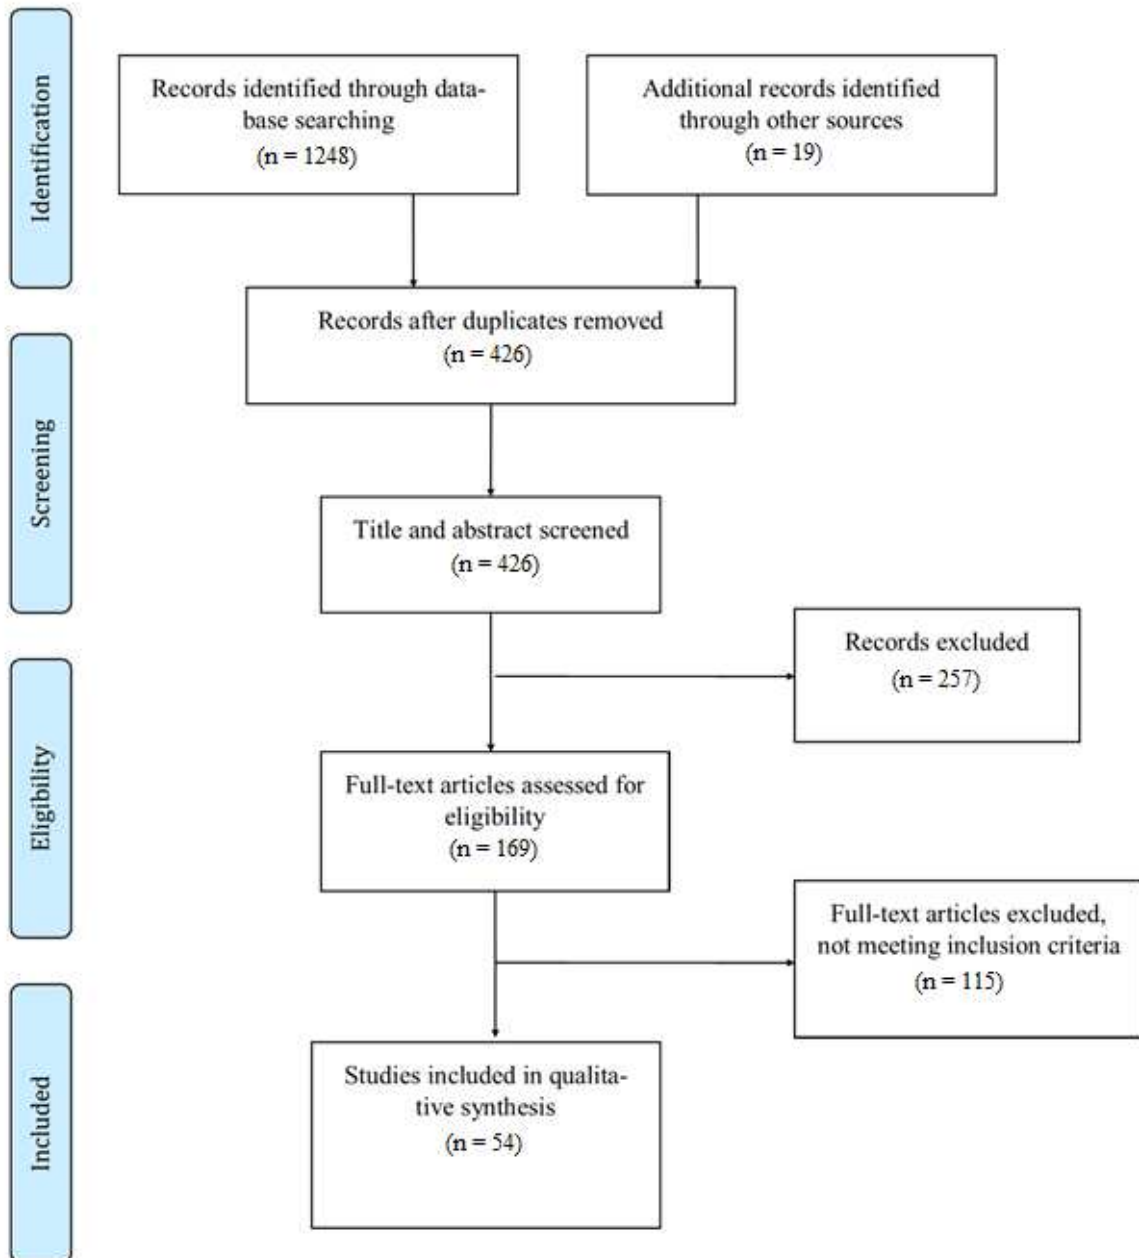 Identification
Records identified through data-
base searching
(n = 1248)
Additional records identified
through other sources
(n = 19)
Records after duplicates removed
(n = 426)
Screening
Title and abstract screened
(n = 426)
Records excluded
(n = 257)
Eligibility
Full-text articles assessed for
eligibility
(n = 169)
Full-text articles excluded,
not meeting inclusion criteria
(n = 115)
Included
Studies included in qualita-
tive synthesis
(n = 54)